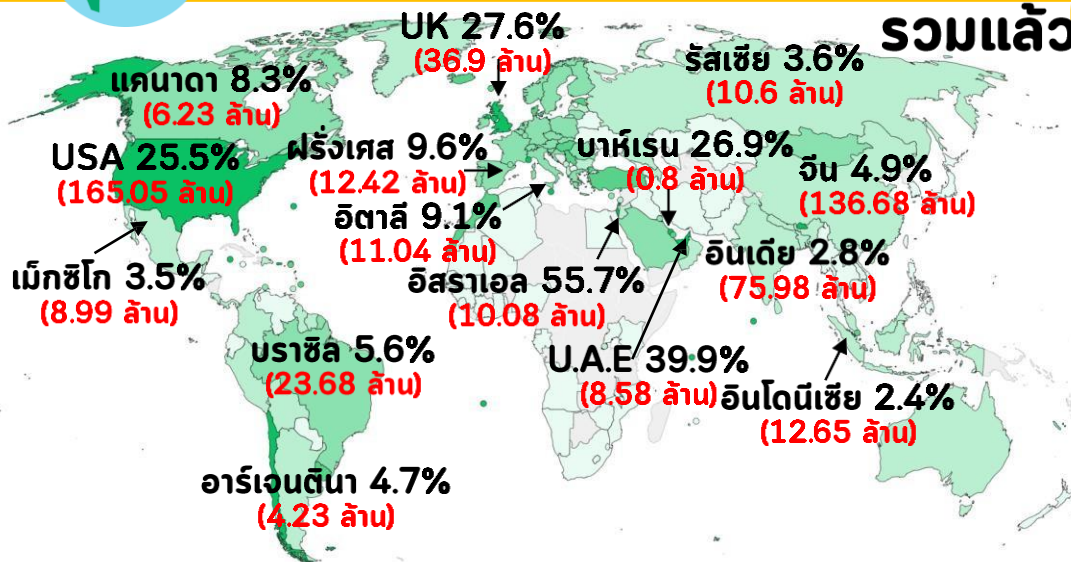 รวมแล้ว
UK 27.6%
(36.9 ล้าน)
รัสเซีย 3.6%
(10.6 ล้าน)
แคนาดา 8.3%
(6.23 ล้าน)
USA 25.5%
(165.05 ล้าน)
ฝรั่งเศส 9.6%
(12.42 ล้าน)
บาห์เรน 26.9%
(0.8 ล้าน)
จีน 4.9%
(136.68 ล้าน)
อิตาลี 9.1%
(11.04 ล้าน)
อินเดีย 2.8%
(75.98 ล้าน)
เม็กซิโก 3.5%
(8.99 ล้าน)
อิสราเอล 55.7%
(10.08 ล้าน)
บราซิล 5.6%
(23.68 ล้าน)
U.A.E 39.9%
(8.58 ล้าน)
อินโดนีเซีย 2.4%
(12.65 ล้าน)
อาร์เจนตินา 4.7%
(4.23 ล้าน)